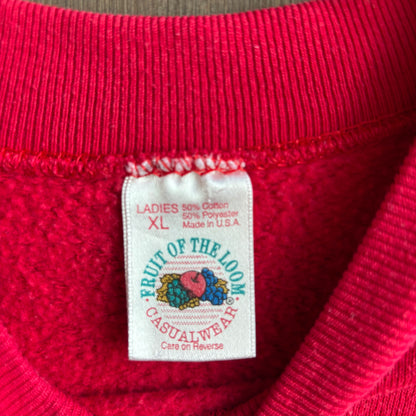 LADIES 50% Cotton
XL 50% Polyester
Made in U.S.A.
FRUIT OF THE LOOM
®
CASUALWEAR
Care on Reverse